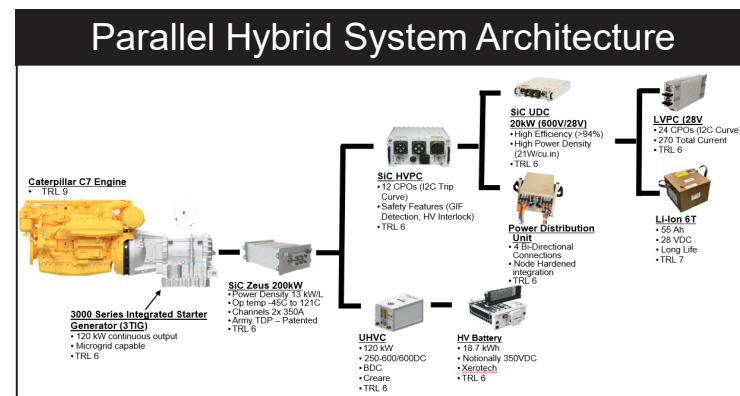 Parallel Hybrid System Architecture
Caterpillar C7 Engine
• TRL 9
3000 Series Integrated Starter
Generator (3TIG)
• 120 kW continuous output
• Microgrid capable
• TRL 6
SiC Zeus 200kW
• Power Density 13 kW/L
• Op temp -45C to 121C
• Channels 2x 350A
• Army TDP – Patented
• TRL 6
SiC HVPC
• 12 CPOs (I2C Trip
Curve)
• Safety Features (GIF
Detection, HV Interlock)
• TRL 6
UHVC
• 120 kW
• 250-600/600DC
• BDC
• Creare
• TRL 6
SiC UDC
20kW (600V/28V)
• High Efficiency (>94%)
• High Power Density
(21W/cu.in)
• TRL 6
Power Distribution
Unit
• 4 Bi-Directional
Connections
• Node Hardened
integration
• TRL 6
HV Battery
• 18.7 kWh
• Notionally 350VDC
• Xerotech
• TRL 6
LVPC (28V
• 24 CPOs (I2C Curve)
• 270 Total Current
• TRL 6
Li-Ion 6T
• 55 Ah
• 28 VDC
• Long Life
• TRL 7